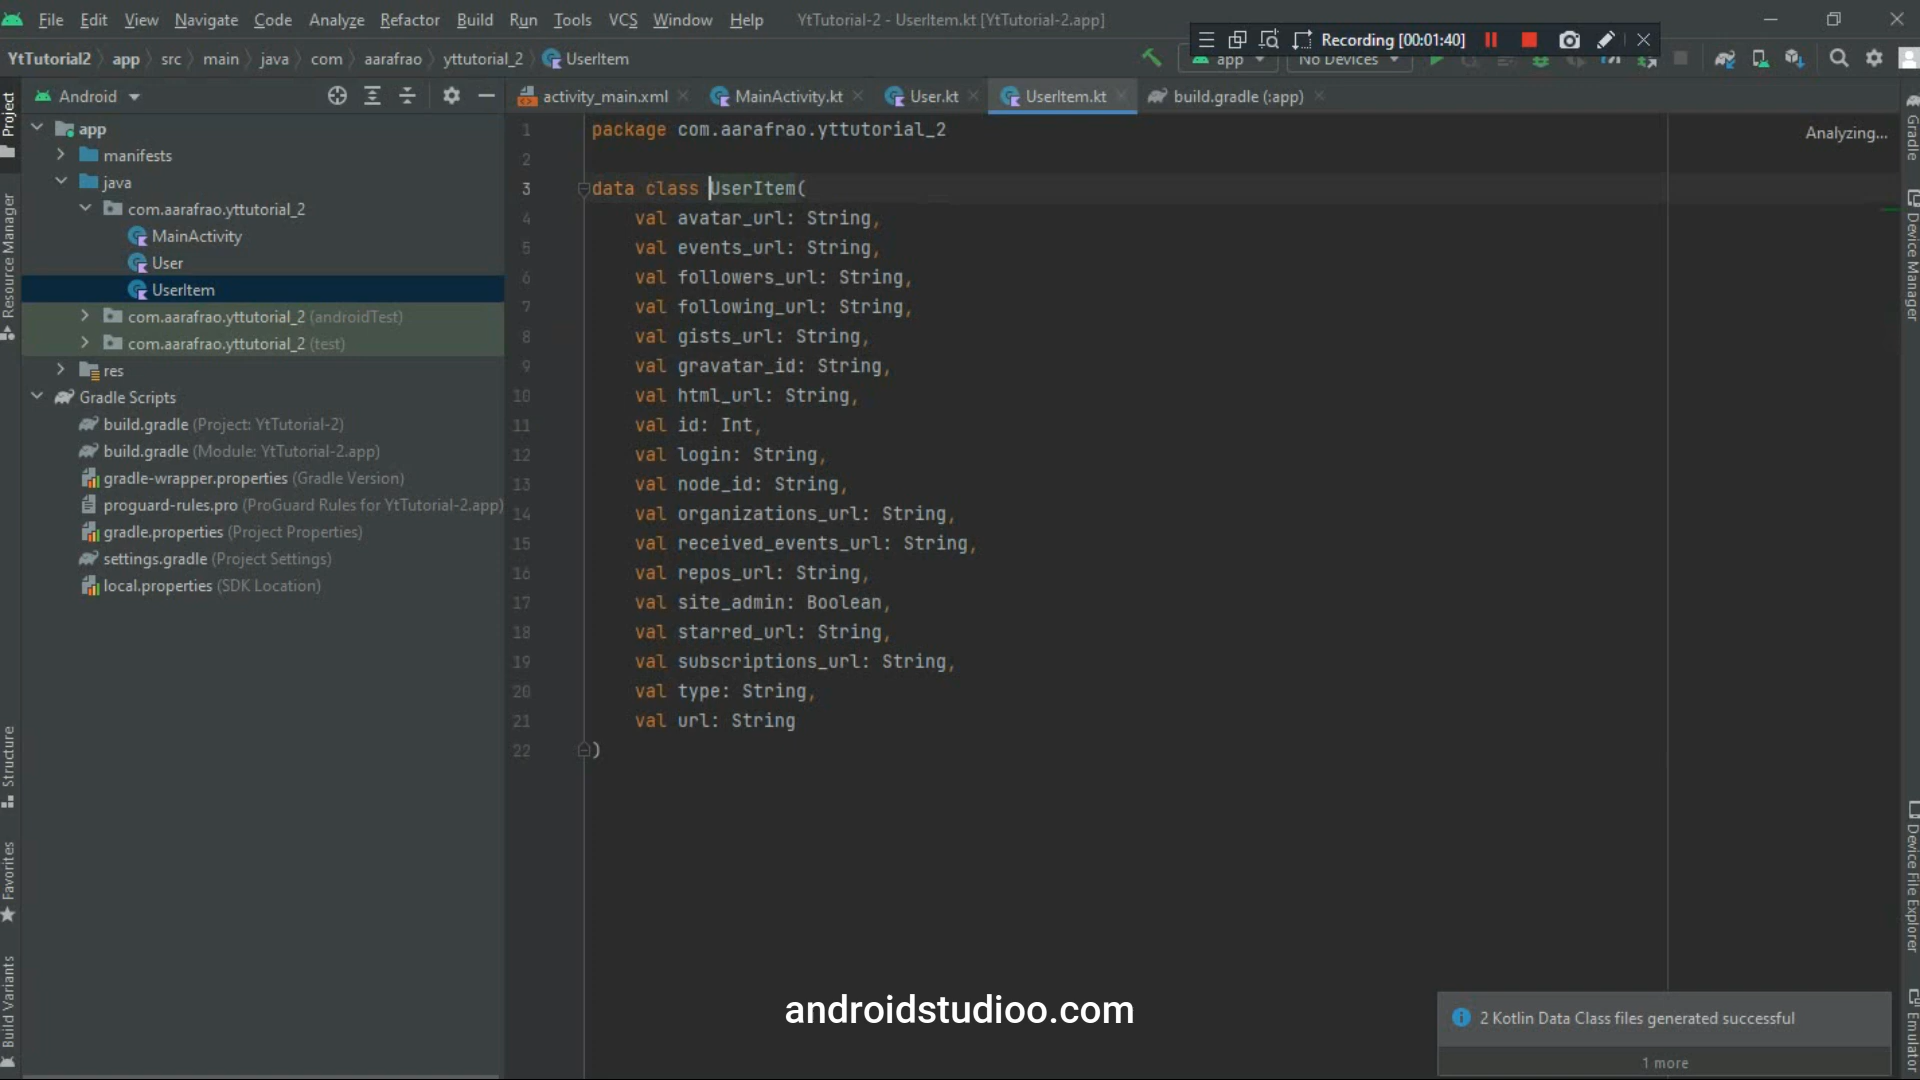 File Edit View Navigate Code Analyze Refactor Build Run Tools VCS Window Help YtTutorial-2 - UserItem.kt [YtTutorial-2.app]
Recording [00:01:40]
YtTutorial2 app src main java com aarafrao yttutorial_2 UserItem
app No Devices
Android
activity_main.xml MainActivity.kt User.kt UserItem.kt build.gradle (:app)
Project
Resource Manager
Structure
Favorites
Build Variants
app
manifests
java
com.aarafrao.yttutorial_2
MainActivity
User
UserItem
com.aarafrao.yttutorial_2 (androidTest)
com.aarafrao.yttutorial_2 (test)
res
Gradle Scripts
build.gradle (Project: YtTutorial-2)
build.gradle (Module: YtTutorial-2.app)
gradle-wrapper.properties (Gradle Version)
proguard-rules.pro (ProGuard Rules for YtTutorial-2.app)
gradle.properties (Project Properties)
settings.gradle (Project Settings)
local.properties (SDK Location)
1 package com.aarafrao.yttutorial_2
2
3 data class UserItem(
4 val avatar_url: String,
5 val events_url: String,
6 val followers_url: String,
7 val following_url: String,
8 val gists_url: String,
9 val gravatar_id: String,
10 val html_url: String,
11 val id: Int,
12 val login: String,
13 val node_id: String,
14 val organizations_url: String,
15 val received_events_url: String,
16 val repos_url: String,
17 val site_admin: Boolean,
18 val starred_url: String,
19 val subscriptions_url: String,
20 val type: String,
21 val url: String
22 )
Analyzing...
Gradle
Device Manager
Device File Explorer
Emulator
androidstudioo.com
2 Kotlin Data Class files generated successful
1 more